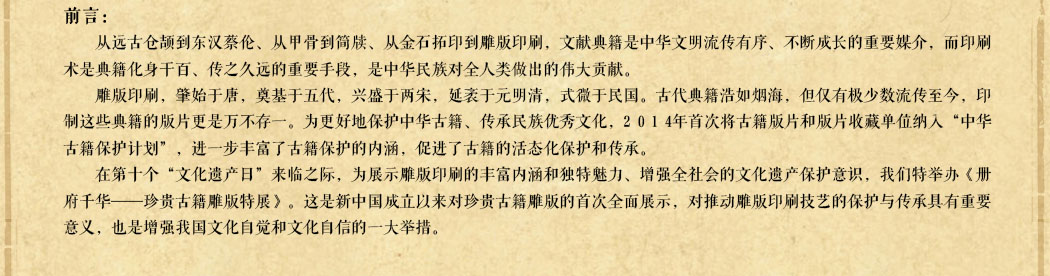 前言：
从远古仓颉到东汉蔡伦、从甲骨到简牍、从金石拓印到雕版印刷，文献典籍是中华文明流传有序、不断成长的重要媒介，而印刷
术是典籍化身千百、传之久远的重要手段，是中华民族对全人类做出的伟大贡献。
雕版印刷，肇始于唐，奠基于五代，兴盛于两宋，延袤于元明清，式微于民国。古代典籍浩如烟海，但仅有极少数流传至今，印
制这些典籍的版片更是万不存一。为更好地保护中华古籍、传承民族优秀文化，2014年首次将古籍版片和版片收藏单位纳入“中华
古籍保护计划”，进一步丰富了古籍保护的内涵，促进了古籍的活态化保护和传承。
在第十个“文化遗产日”来临之际，为展示雕版印刷的丰富内涵和独特魅力、增强全社会的文化遗产保护意识，我们特举办《册
府千华——珍贵古籍雕版特展》。这是新中国成立以来对珍贵古籍雕版的首次全面展示，对推动雕版印刷技艺的保护与传承具有重要
意义，也是增强我国文化自觉和文化自信的一大举措。